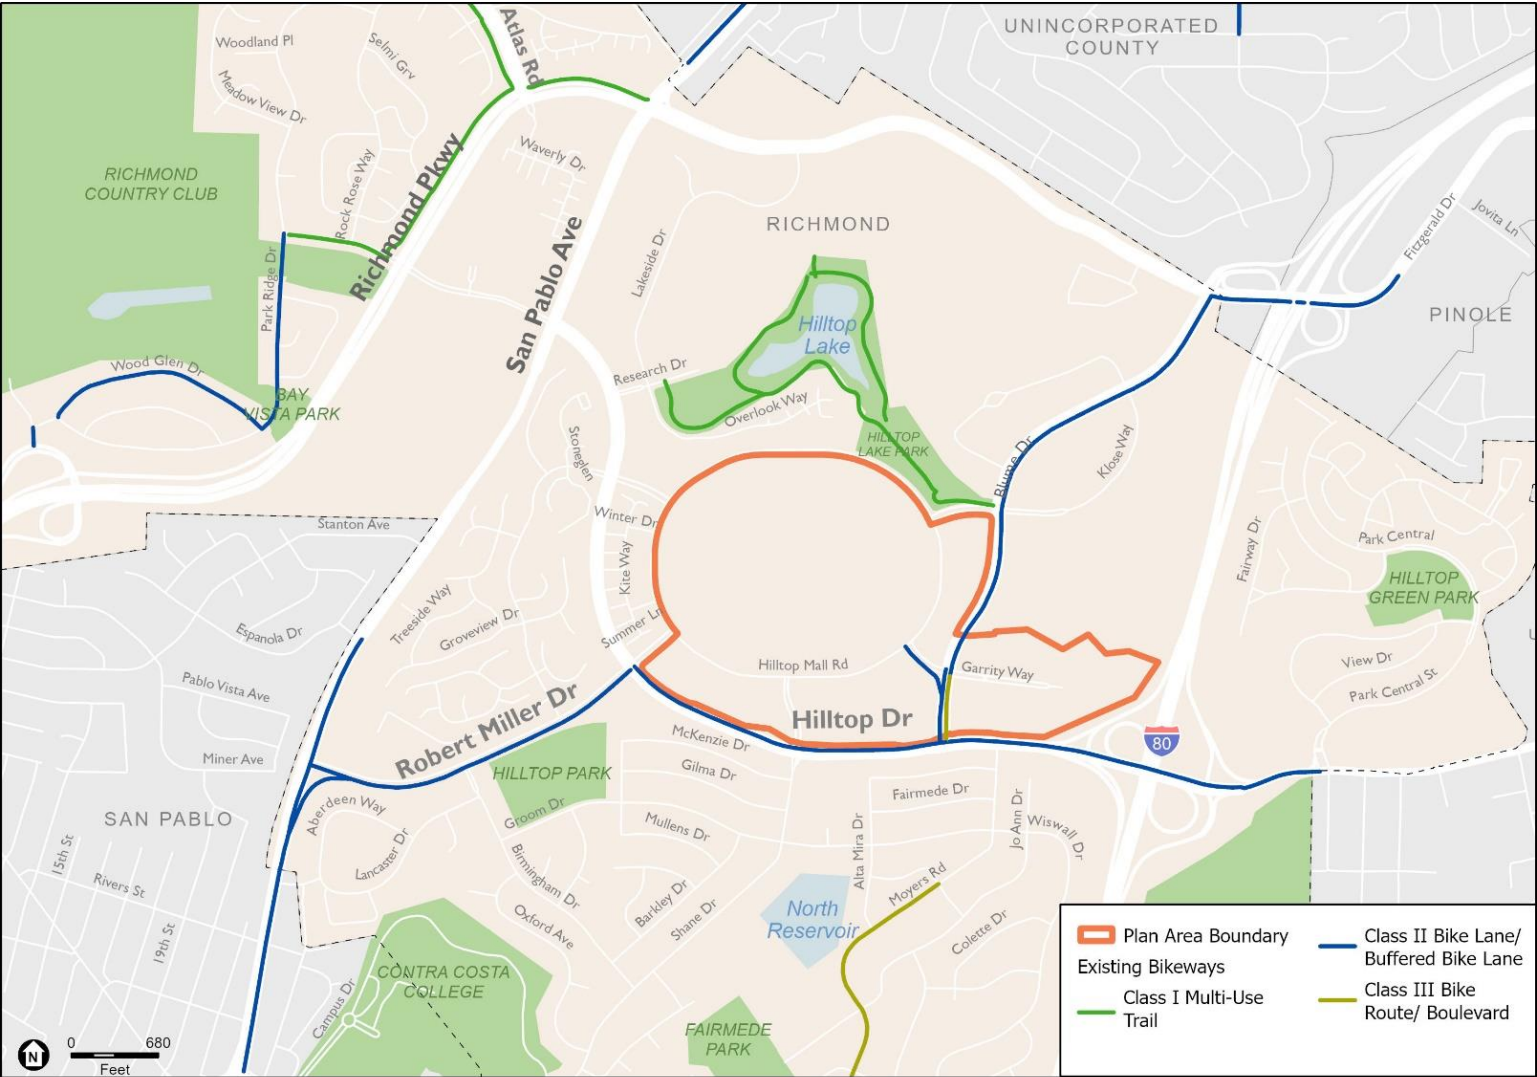 UNINCORPORATED
COUNTY
Atlas Rd
Woodland Pl
Selmi Grv
Meadow View Dr
Waverly Dr
RICHMOND
COUNTRY CLUB
Rock Rose Way
Richmond Pkwy
San Pablo Ave
RICHMOND
Lakeside Dr
Fitzgerald Dr
Jovita Ln
PINOLE
Park Ridge Dr
Hilltop
Lake
Wood Glen Dr
BAY
VISTA PARK
Research Dr
Overlook Way
HILLTOP
LAKE PARK
Blume Dr
Klose Way
Stoneglen
Winter Dr
Stanton Ave
Kite Way
Fairway Dr
Park Central
HILLTOP
GREEN PARK
Treeside Way
Groveview Dr
Summer Ln
Espanola Dr
Hilltop Mall Rd
Garrity Way
View Dr
Park Central St
Pablo Vista Ave
Robert Miller Dr
Hilltop Dr
McKenzie Dr
80
Miner Ave
HILLTOP PARK
Gilma Dr
Fairmede Dr
SAN PABLO
Aberdeen Way
Groom Dr
Mullens Dr
Alta Mira Dr
Jo Ann Dr
Wiswall Dr
15th St
Lancaster Dr
Birmingham Dr
Barkley Dr
Shane Dr
Moyers Rd
Rivers St
19th St
Oxford Ave
North
Reservoir
Colette Dr
CONTRA COSTA
COLLEGE
Campus Dr
FAIRMEDE
PARK
Plan Area Boundary
Existing Bikeways
Class I Multi-Use
Trail
Class II Bike Lane/
Buffered Bike Lane
Class III Bike
Route/ Boulevard
N
0 680
Feet